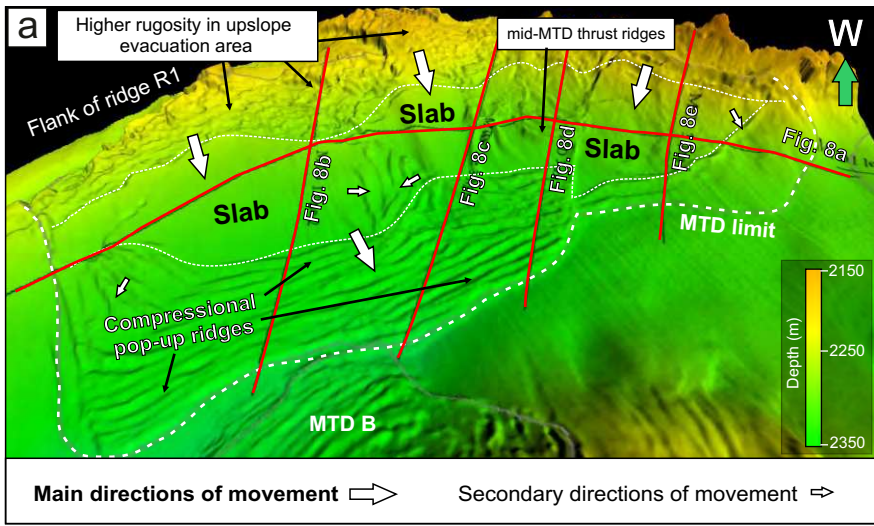 a
Higher rugosity in upslope
evacuation area
mid-MTD thrust ridges
W
Flank of ridge R1
Slab
Slab
Slab
Fig. 8b
Fig. 8c
Fig. 8d
Fig. 8e
Fig. 8a
MTD limit
Compressional
pop-up ridges
MTD B
Depth (m)
2150
2250
2350
Main directions of movement
Secondary directions of movement